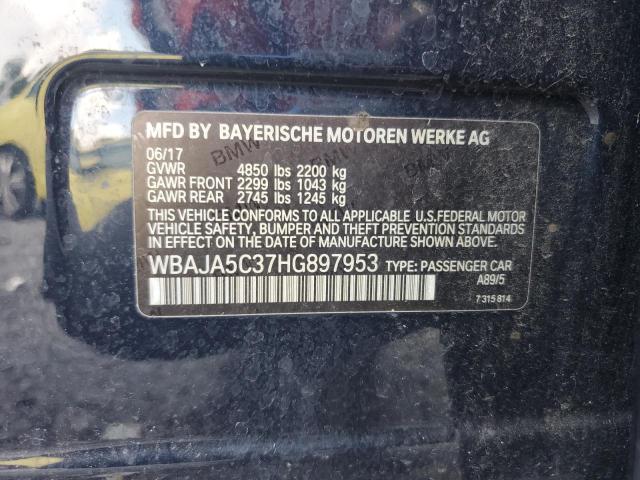 MFD BY BAYERISCHE MOTOREN WERKE AG
06/17
GVWR 4850 lbs 2200 kg
GAWR FRONT 2299 lbs 1043 kg
GAWR REAR 2745 lbs 1245 kg
THIS VEHICLE CONFORMS TO ALL APPLICABLE U.S.FEDERAL MOTOR
VEHICLE SAFETY, BUMPER AND THEFT PREVENTION STANDARDS
IN EFFECT ON THE DATE OF MANUFACTURE SHOWN ABOVE.
WBAJA5C37HG897953 TYPE: PASSENGER CAR
A89/5
7 315 814